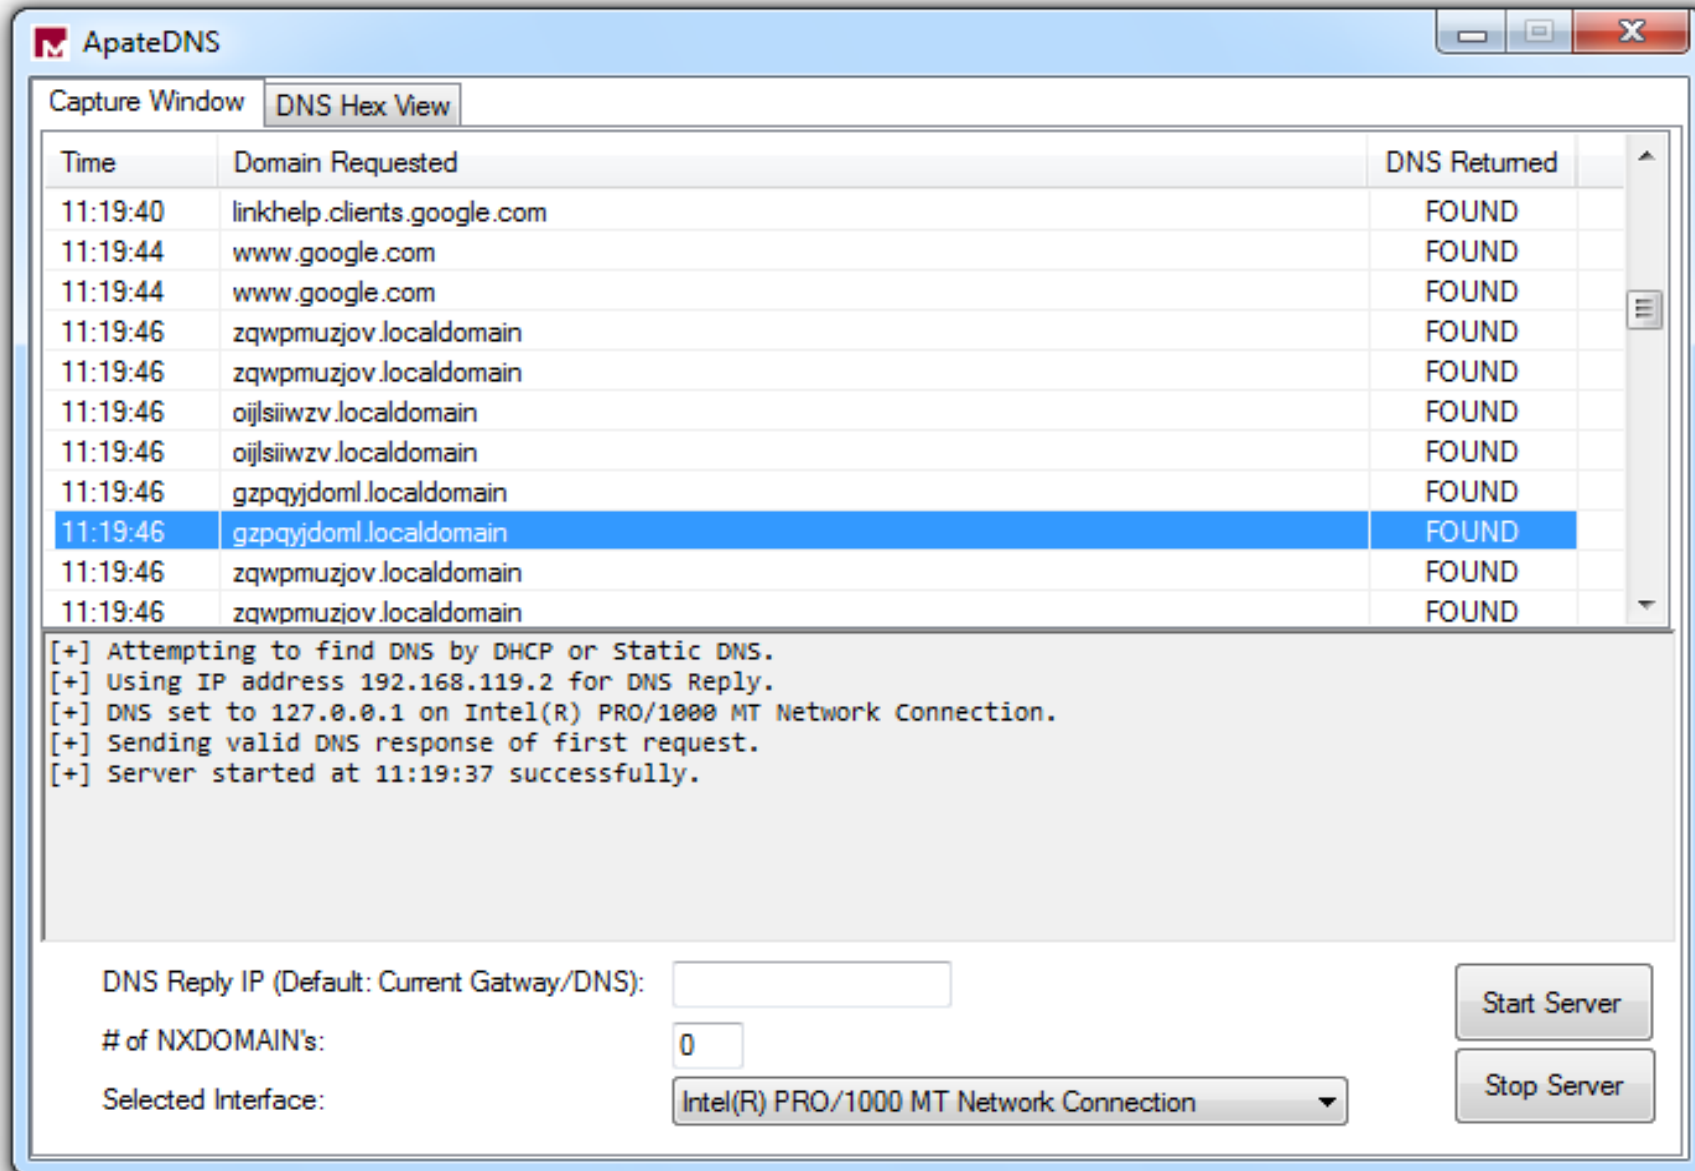 ApateDNS
Capture Window DNS Hex View
Time Domain Requested DNS Returned
11:19:40 linkhelp.clients.google.com FOUND
11:19:44 www.google.com FOUND
11:19:44 www.google.com FOUND
11:19:46 zqwpmuzjov.localdomain FOUND
11:19:46 zqwpmuzjov.localdomain FOUND
11:19:46 oijlsiiwzv.localdomain FOUND
11:19:46 oijlsiiwzv.localdomain FOUND
11:19:46 gzpqyjdoml.localdomain FOUND
11:19:46 gzpqyjdoml.localdomain FOUND
11:19:46 zqwpmuzjov.localdomain FOUND
11:19:46 zqwpmuzjov.localdomain FOUND
[+] Attempting to find DNS by DHCP or Static DNS.
[+] Using IP address 192.168.119.2 for DNS Reply.
[+] DNS set to 127.0.0.1 on Intel(R) PRO/1000 MT Network Connection.
[+] Sending valid DNS response of first request.
[+] Server started at 11:19:37 successfully.
DNS Reply IP (Default: Current Gatway/DNS):
Start Server
# of NXDOMAIN's: 0
Stop Server
Selected Interface: Intel(R) PRO/1000 MT Network Connection